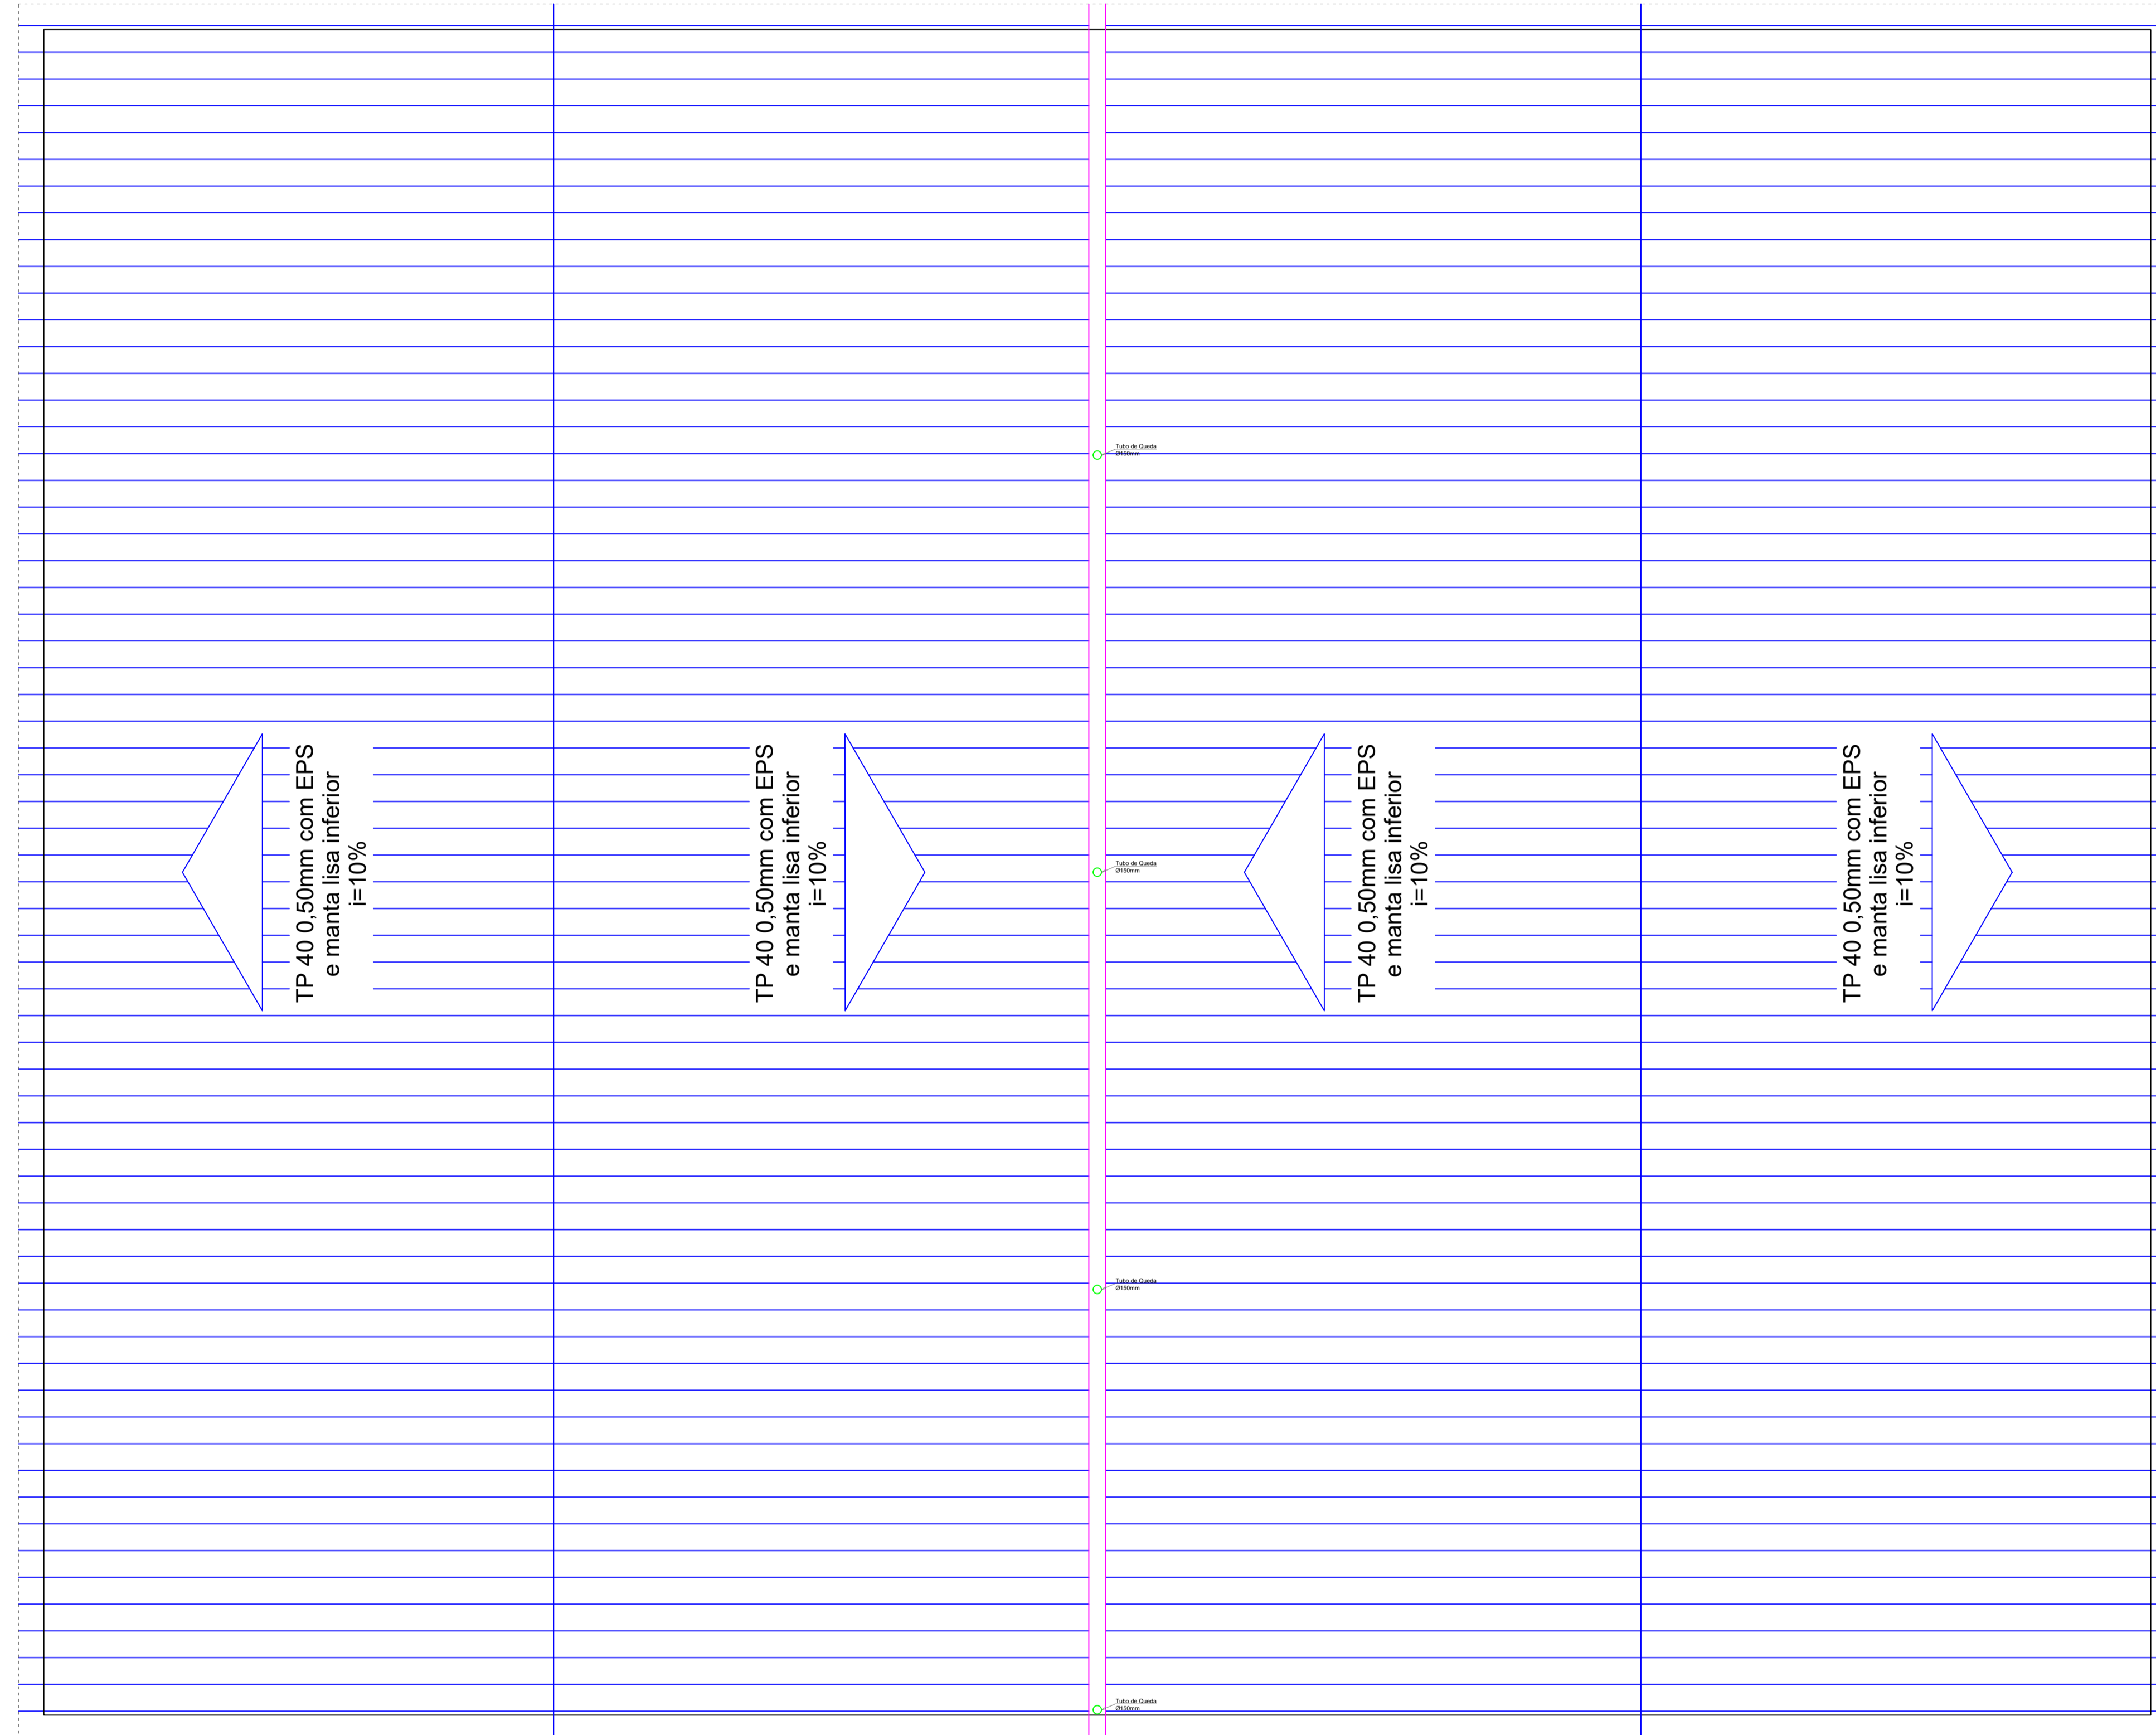 Tubo de Queda
Ø150mm
TP 40 0,50mm com EPS
e manta lisa inferior
i=10%
TP 40 0,50mm com EPS
e manta lisa inferior
i=10%
Tubo de Queda
Ø150mm
TP 40 0,50mm com EPS
e manta lisa inferior
i=10%
TP 40 0,50mm com EPS
e manta lisa inferior
i=10%
Tubo de Queda
Ø150mm
Tubo de Queda
Ø150mm